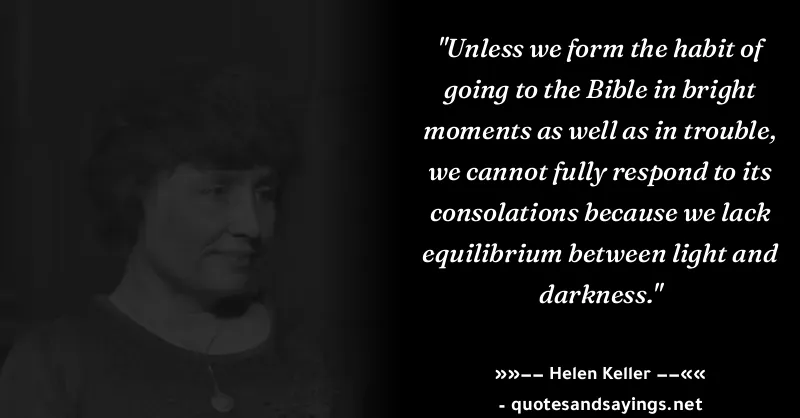 "Unless we form the habit of
going to the Bible in bright
moments as well as in trouble,
we cannot fully respond to its
consolations because we lack
equilibrium between light and
darkness."
»»−− Helen Keller −−««
- quotesandsayings.net